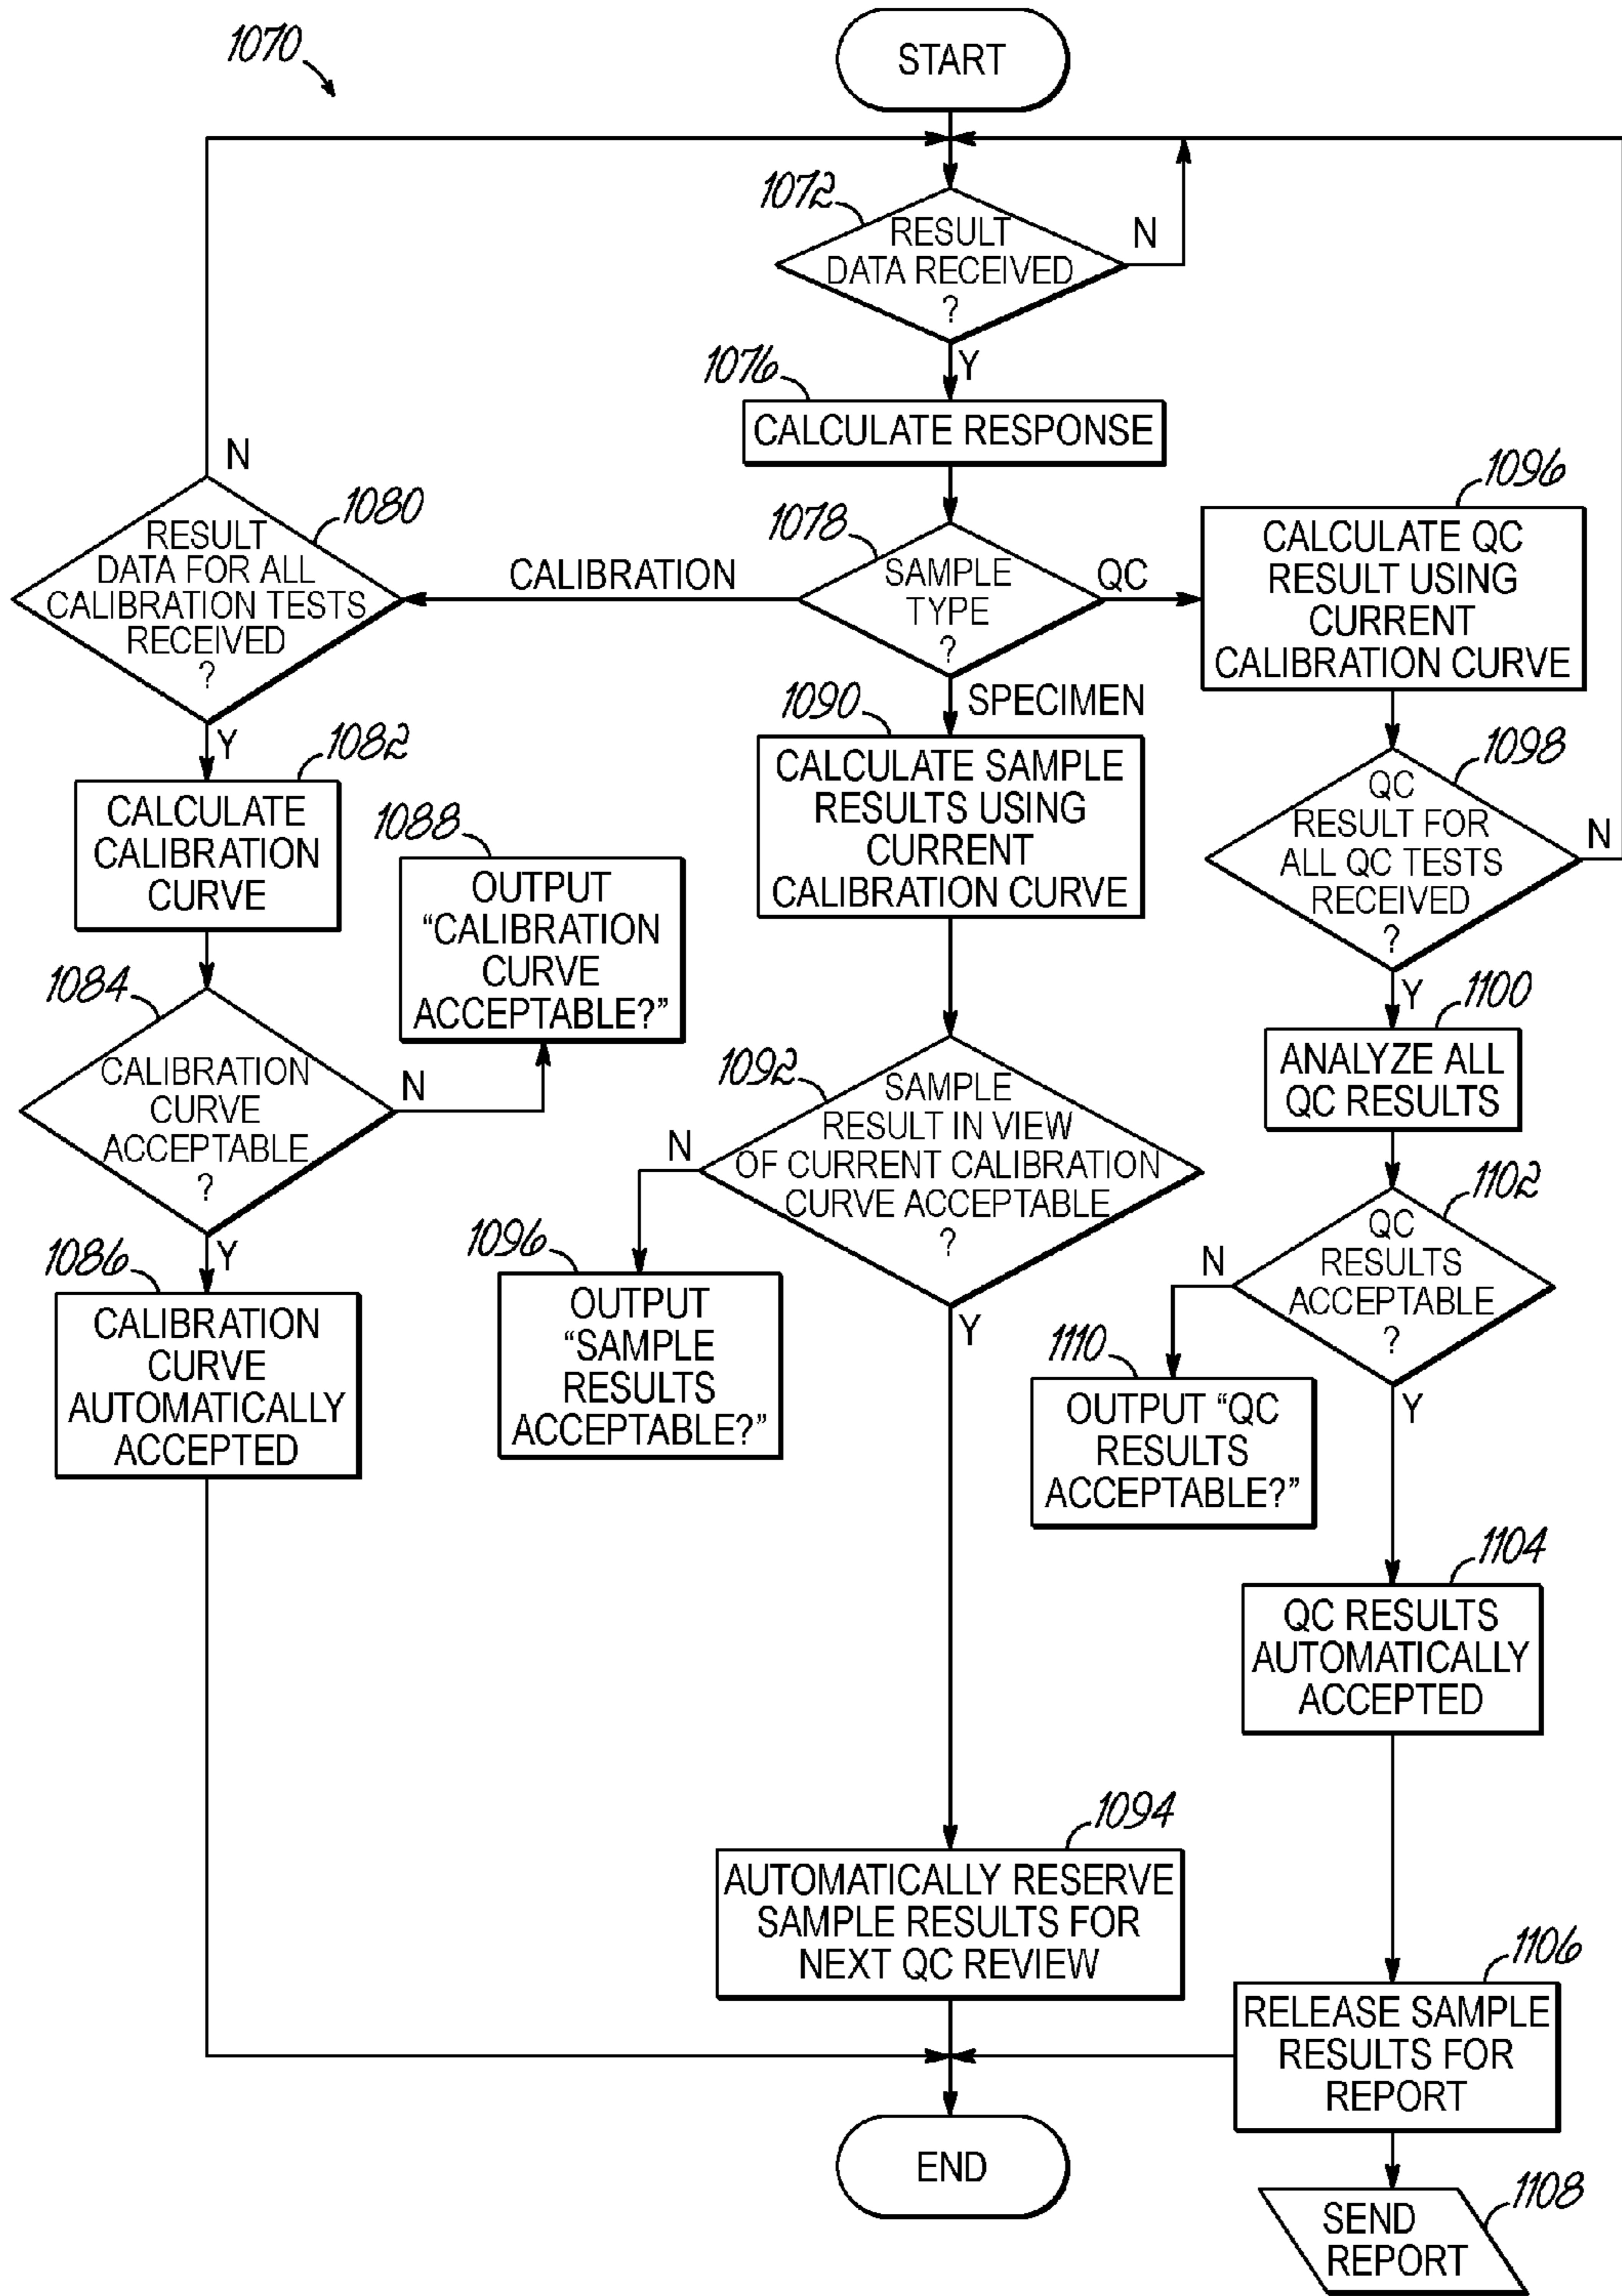 1070
START
1072
RESULT
DATA RECEIVED
?
N
Y
1076
CALCULATE RESPONSE
1078
SAMPLE
TYPE
?
CALIBRATION
QC
SPECIMEN
N
1080
RESULT
DATA FOR ALL
CALIBRATION TESTS
RECEIVED
?
Y
1082
CALCULATE
CALIBRATION
CURVE
1084
CALIBRATION
CURVE
ACCEPTABLE
?
N
1088
OUTPUT
“CALIBRATION
CURVE
ACCEPTABLE?”
Y
1086
CALIBRATION
CURVE
AUTOMATICALLY
ACCEPTED
1090
CALCULATE SAMPLE
RESULTS USING
CURRENT
CALIBRATION CURVE
1092
SAMPLE
RESULT IN VIEW
OF CURRENT CALIBRATION
CURVE ACCEPTABLE
?
N
1096
OUTPUT
“SAMPLE
RESULTS
ACCEPTABLE?”
Y
1094
AUTOMATICALLY RESERVE
SAMPLE RESULTS FOR
NEXT QC REVIEW
1096
CALCULATE QC
RESULT USING
CURRENT
CALIBRATION CURVE
1098
QC
RESULT FOR
ALL QC TESTS
RECEIVED
?
N
Y
1100
ANALYZE ALL
QC RESULTS
1102
QC
RESULTS
ACCEPTABLE
?
N
1110
OUTPUT “QC
RESULTS
ACCEPTABLE?”
Y
1104
QC RESULTS
AUTOMATICALLY
ACCEPTED
1106
RELEASE SAMPLE
RESULTS FOR
REPORT
END
1108
SEND
REPORT